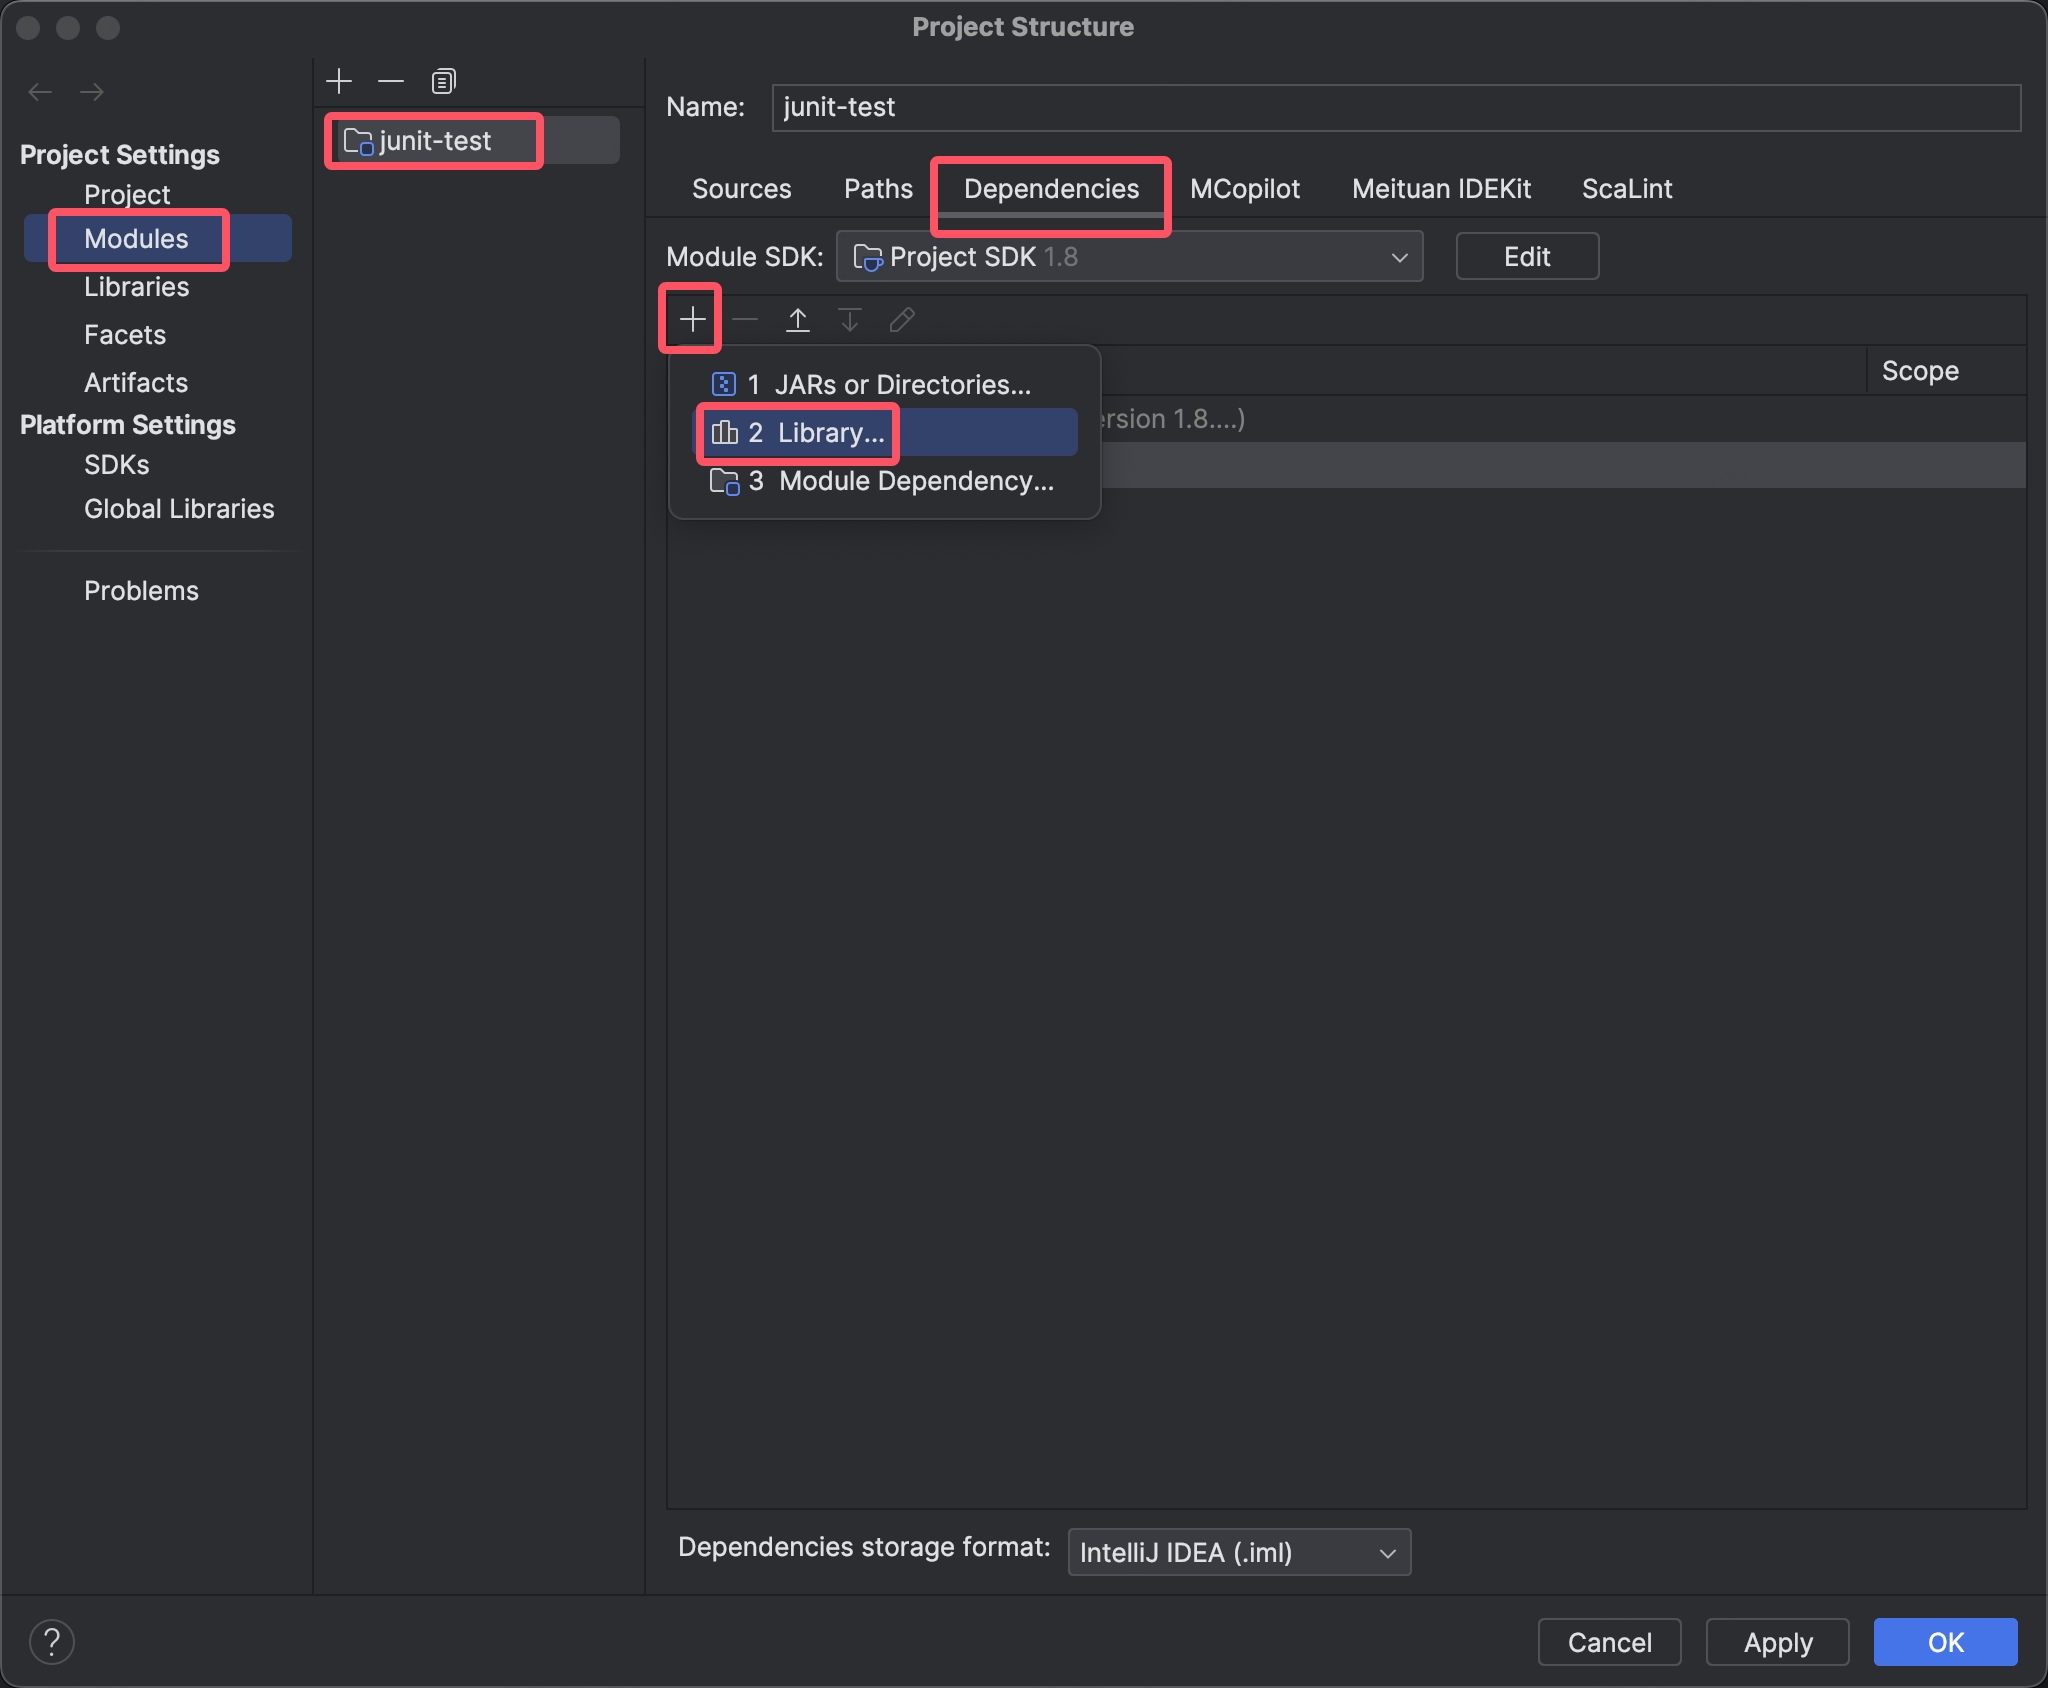 Project Structure
Project Settings
Project
Modules
Libraries
Facets
Artifacts
Platform Settings
SDKs
Global Libraries
Problems
junit-test
Name: junit-test
Sources Paths Dependencies MCopilot Meituan IDEKit ScaLint
Module SDK: Project SDK 1.8 Edit
Scope
1 JARs or Directories...
2 Library...
3 Module Dependency...
1.8....)
Dependencies storage format: IntelliJ IDEA (.iml)
? Cancel Apply OK